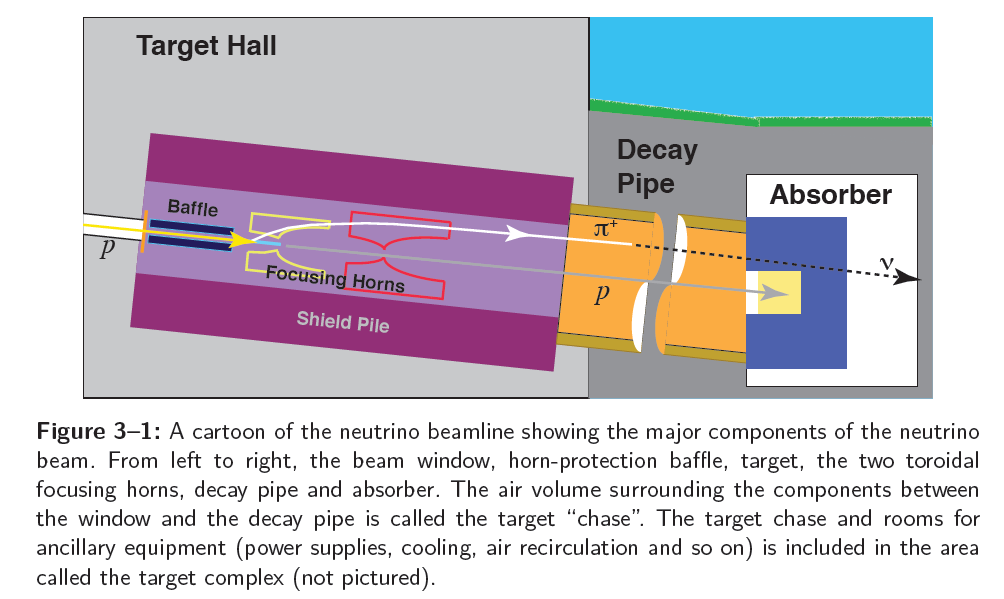 Target Hall
Decay
Pipe
Absorber
Baffle
p
π+
ν
Focusing Horns
p
Shield Pile
Figure 3–1: A cartoon of the neutrino beamline showing the major components of the neutrino
beam. From left to right, the beam window, horn-protection baffle, target, the two toroidal
focusing horns, decay pipe and absorber. The air volume surrounding the components between
the window and the decay pipe is called the target “chase”. The target chase and rooms for
ancillary equipment (power supplies, cooling, air recirculation and so on) is included in the area
called the target complex (not pictured).